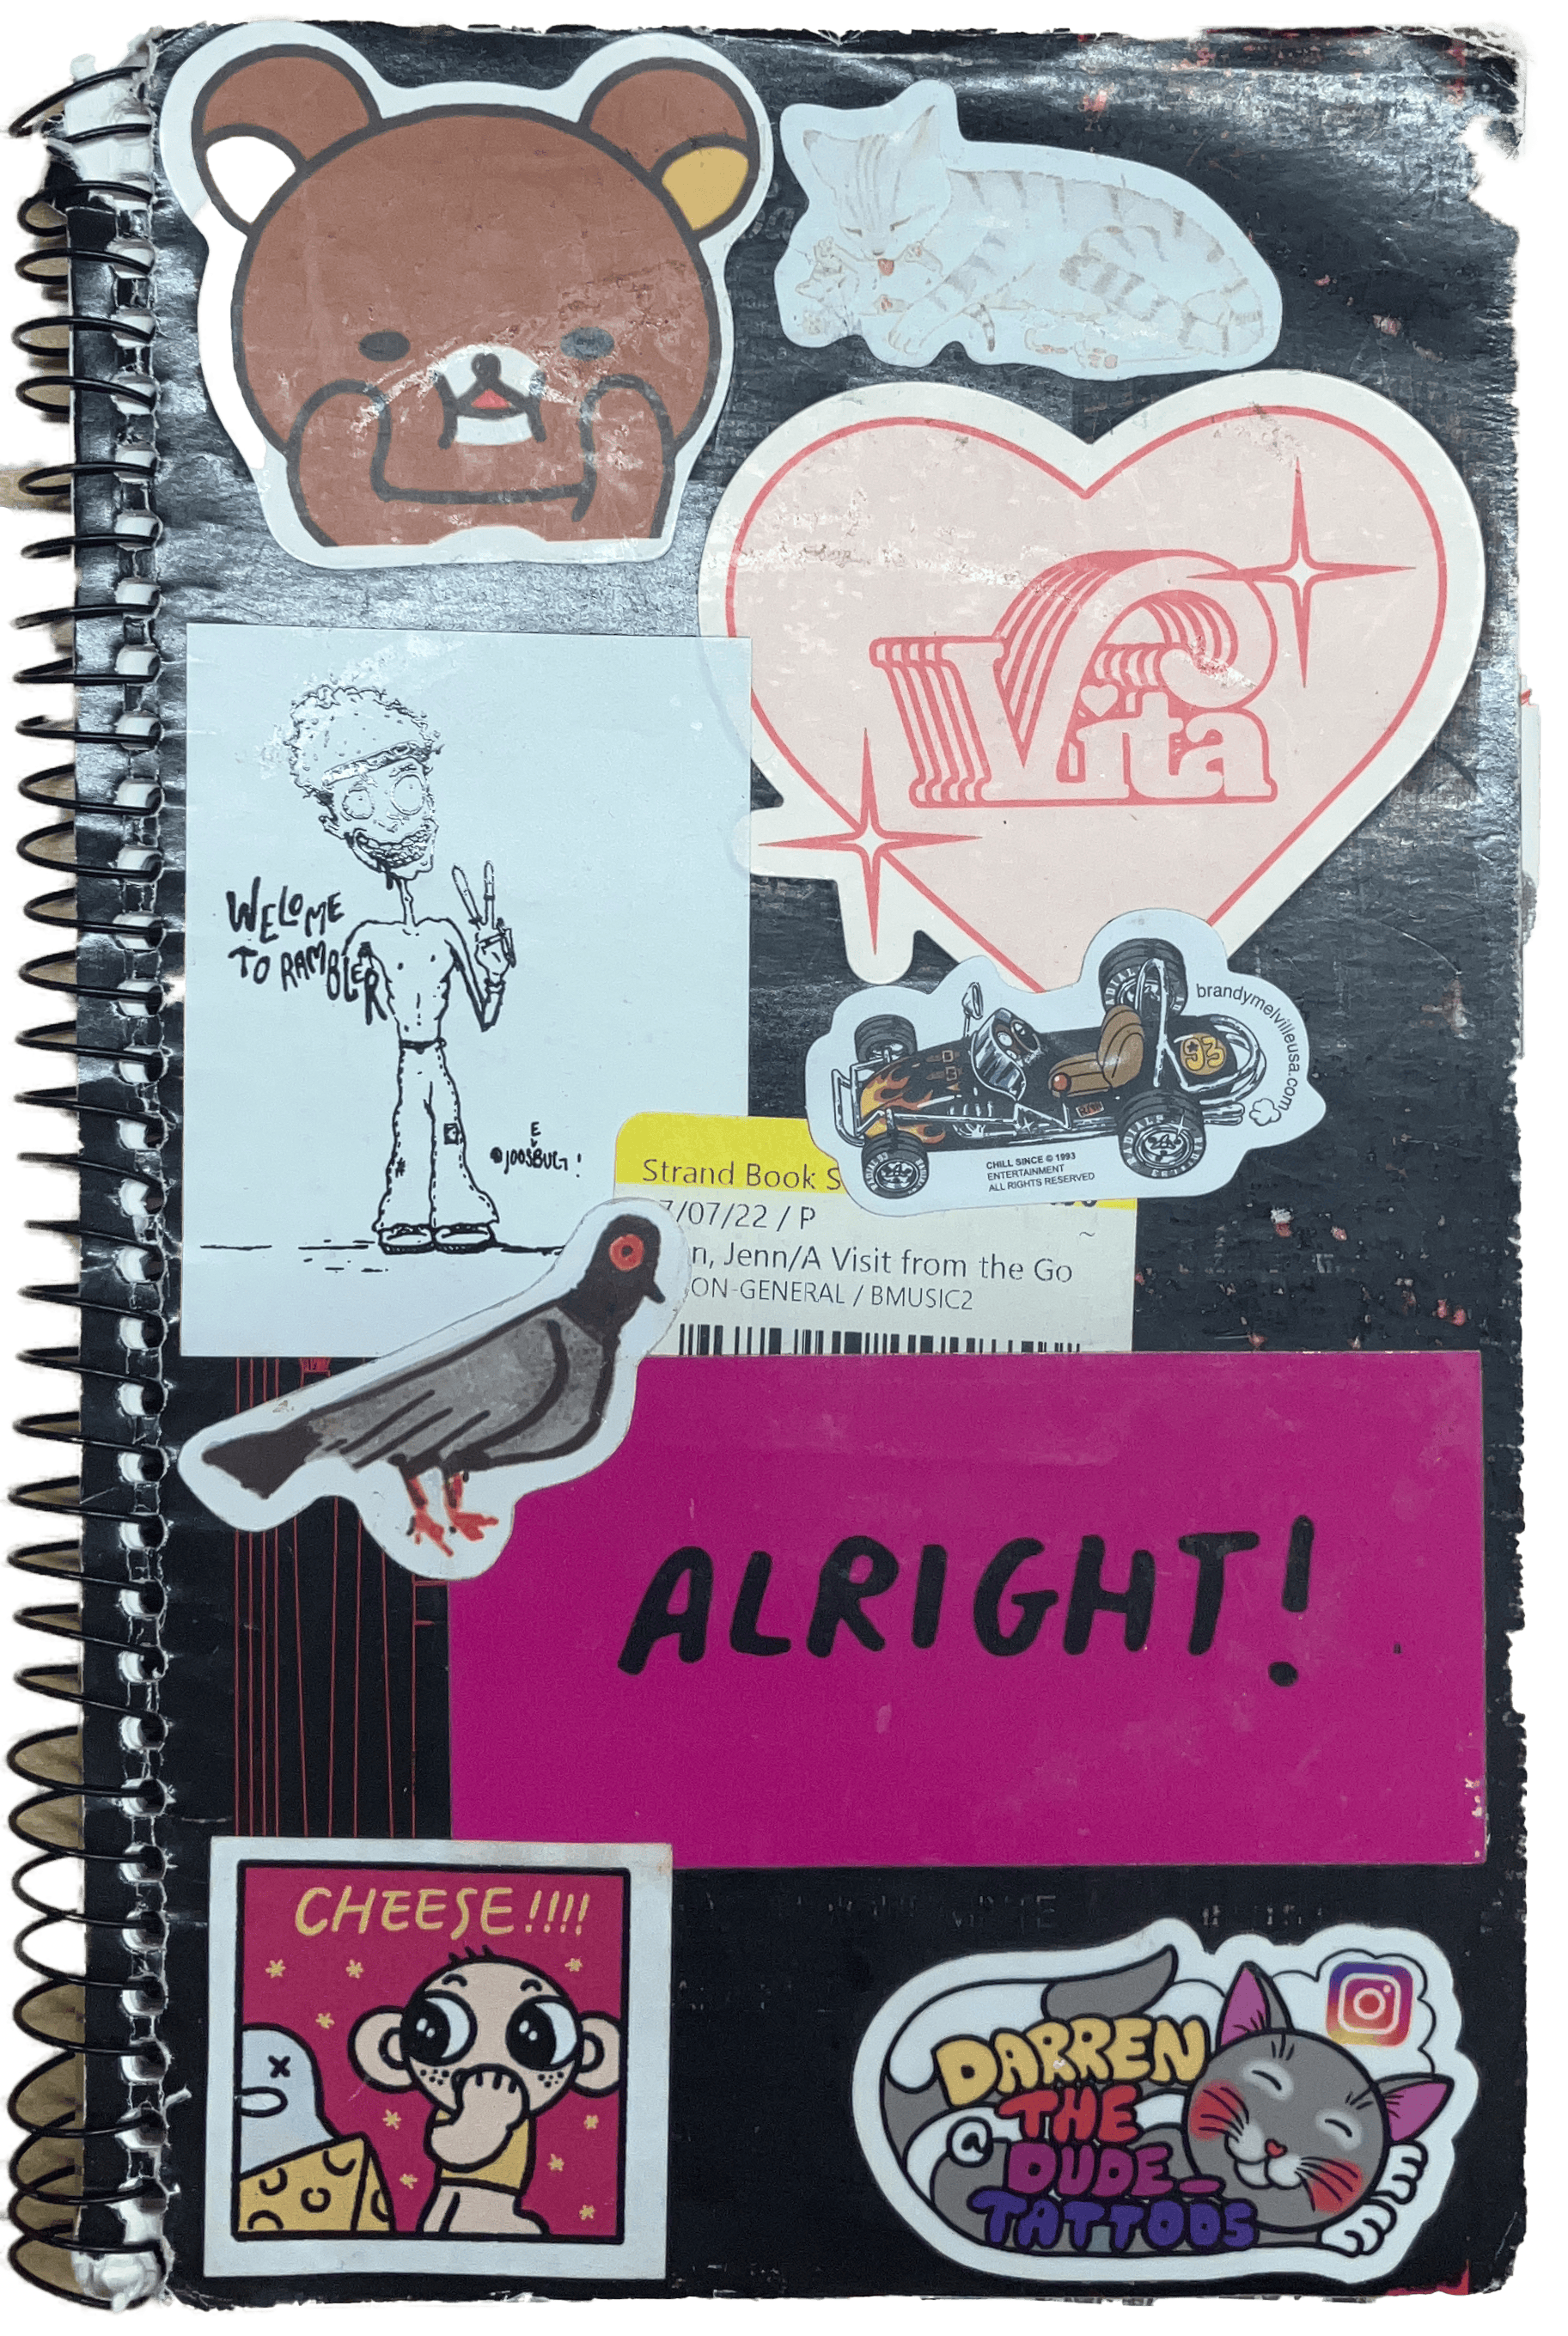 Vita
WELOME
TO RAMBLER
E
@JOOSBUG!
brandymelvilleusa.com
CHILL SINCE © 1993
ENTERTAINMENT
ALL RIGHTS RESERVED
Strand Book S
7/07/22 / P
n, Jenn/A Visit from the Go
ON-GENERAL / BMUSIC2
ALRIGHT!
CHEESE!!!!
DARREN
THE
@DUDE_
TATTOOS